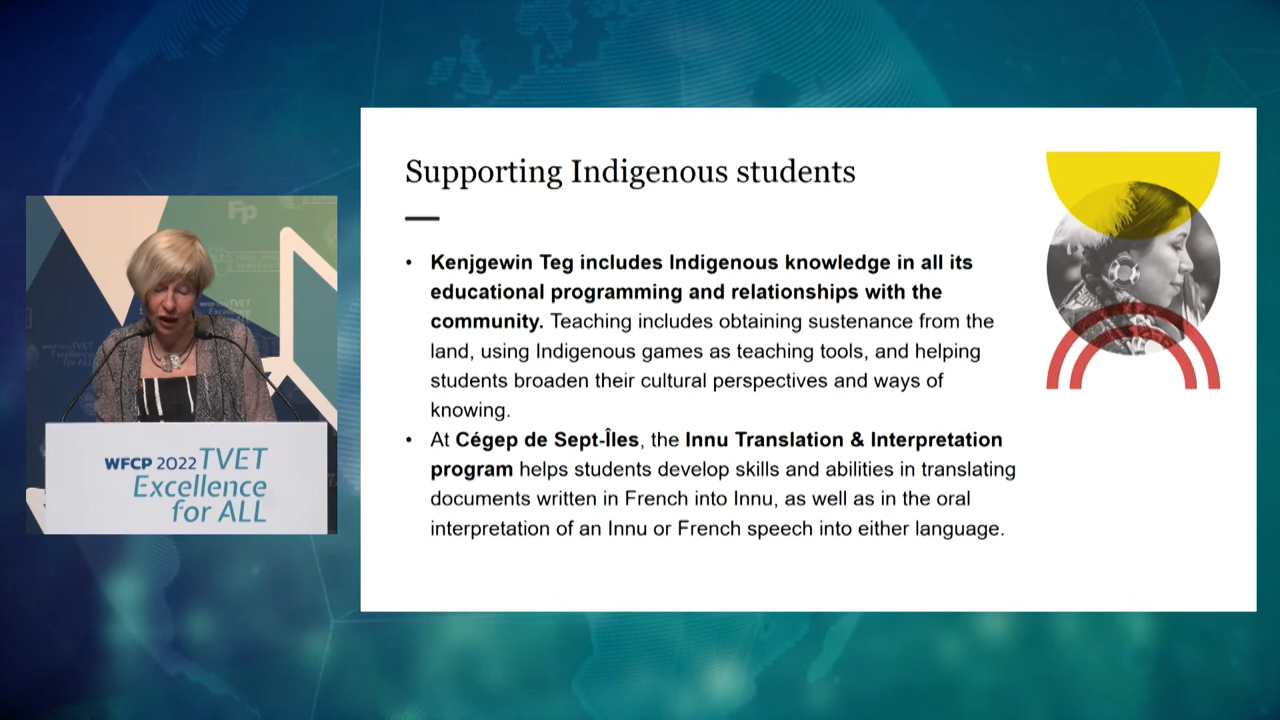 Supporting Indigenous students
• Kenjgewin Teg includes Indigenous knowledge in all its
educational programming and relationships with the
community. Teaching includes obtaining sustenance from the
land, using Indigenous games as teaching tools, and helping
students broaden their cultural perspectives and ways of
knowing.
• At Cégep de Sept-Îles, the Innu Translation & Interpretation
program helps students develop skills and abilities in translating
documents written in French into Innu, as well as in the oral
interpretation of an Innu or French speech into either language.
WFCP 2022 TVET
Excellence
for ALL